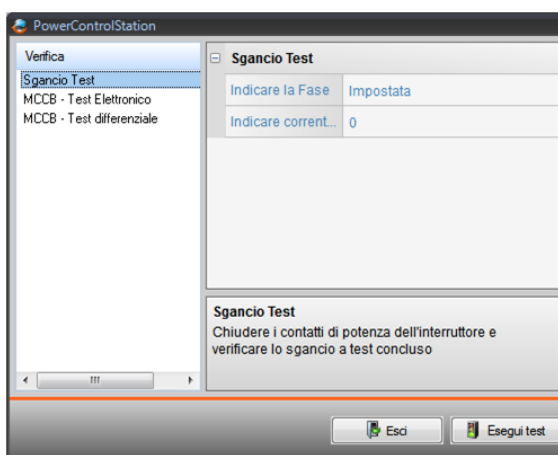 PowerControlStation
Verifica
Sgancio Test
MCCB - Test Elettronico
MCCB - Test differenziale
Sgancio Test
Indicare la Fase Impostata
Indicare corrent... 0
Sgancio Test
Chiudere i contatti di potenza dell'interruttore e
verificare lo sgancio a test concluso
Esci Esegui test